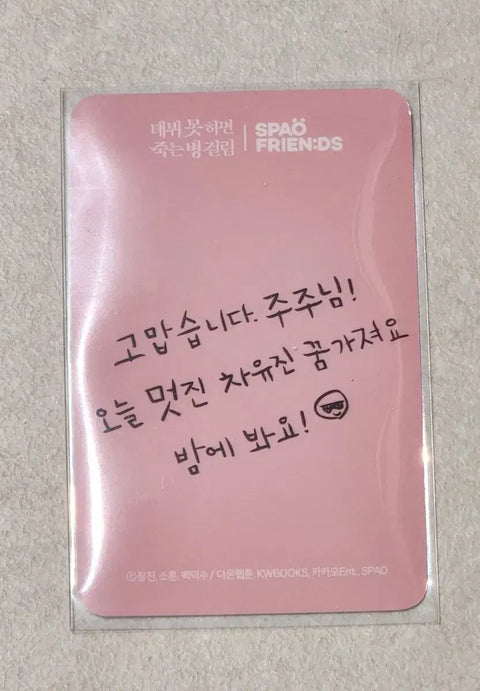 데뷔 못 하면
죽는 병 걸림
SPAO
FRIEN:DS
고맙습니다. 주주님!
오늘 멋진 차유진 꿈 가져요
밤에 봐요!
©장진, 소흔, 백덕수 / 다온웹툰, KWBOOKS, 카카오Ent., SPAO